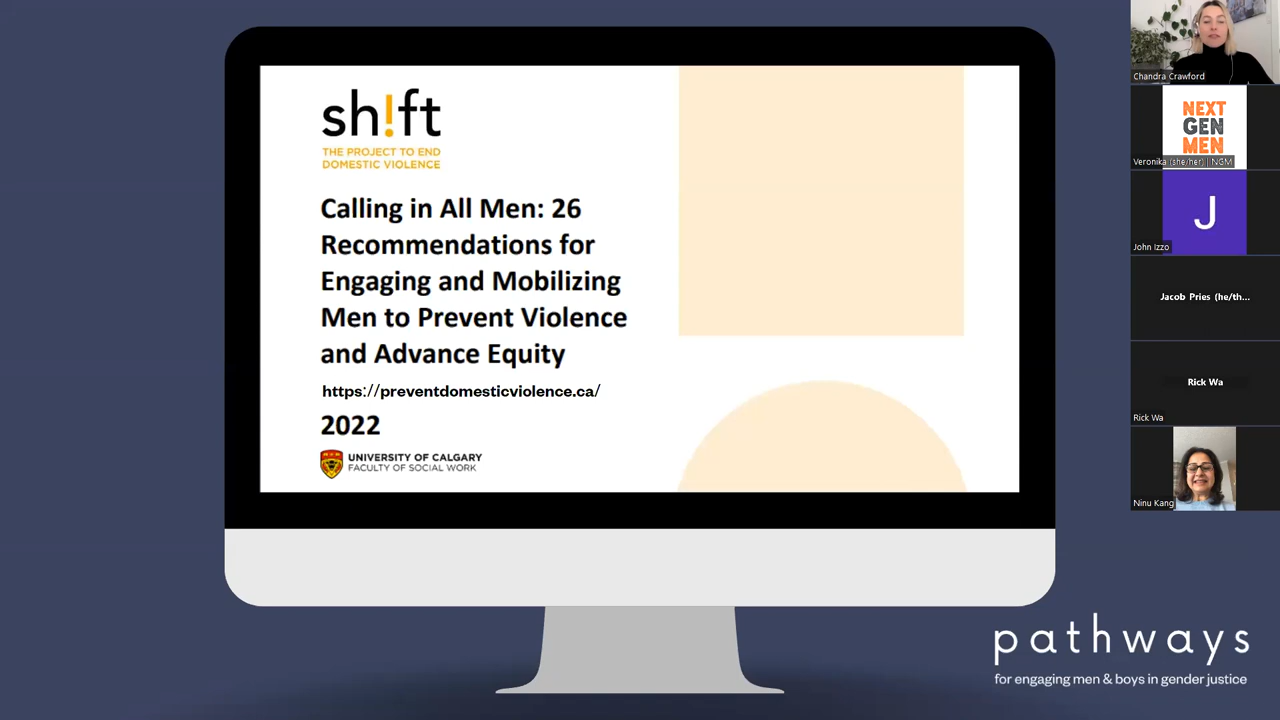 sh!ft
THE PROJECT TO END
DOMESTIC VIOLENCE
Calling in All Men: 26
Recommendations for
Engaging and Mobilizing
Men to Prevent Violence
and Advance Equity
https://preventdomesticviolence.ca/
2022
UNIVERSITY OF CALGARY
FACULTY OF SOCIAL WORK
pathways
for engaging men & boys in gender justice
Chandra Crawford
NEXT
GEN
MEN
Veronika (she/her) | NGM
J
John Izzo
Jacob Pries (he/th...
Rick Wa
Rick Wa
Ninu Kang